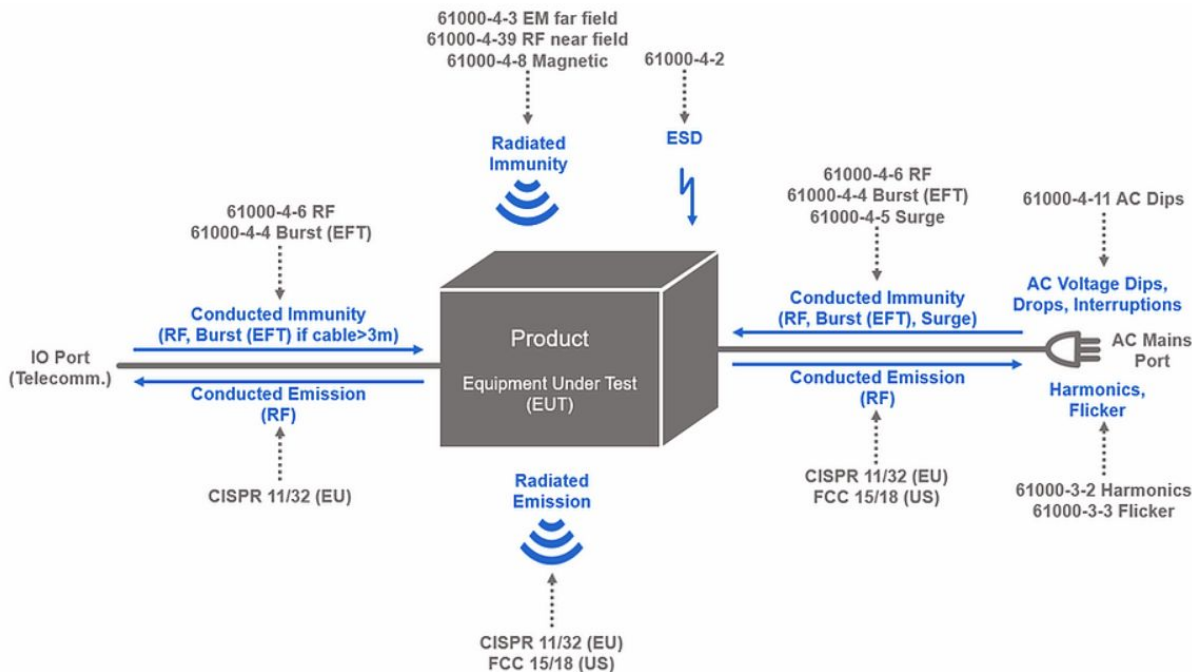 61000-4-3 EM far field
61000-4-39 RF near field
61000-4-8 Magnetic
61000-4-2
Radiated
Immunity
ESD
61000-4-6 RF
61000-4-4 Burst (EFT)
61000-4-6 RF
61000-4-4 Burst (EFT)
61000-4-5 Surge
61000-4-11 AC Dips
Conducted Immunity
(RF, Burst (EFT) if cable>3m)
Conducted Immunity
(RF, Burst (EFT), Surge)
AC Voltage Dips,
Drops, Interruptions
IO Port
(Telecomm.)
Product
Equipment Under Test
(EUT)
AC Mains
Port
Conducted Emission
(RF)
Conducted Emission
(RF)
Harmonics,
Flicker
CISPR 11/32 (EU)
Radiated
Emission
CISPR 11/32 (EU)
FCC 15/18 (US)
61000-3-2 Harmonics
61000-3-3 Flicker
CISPR 11/32 (EU)
FCC 15/18 (US)